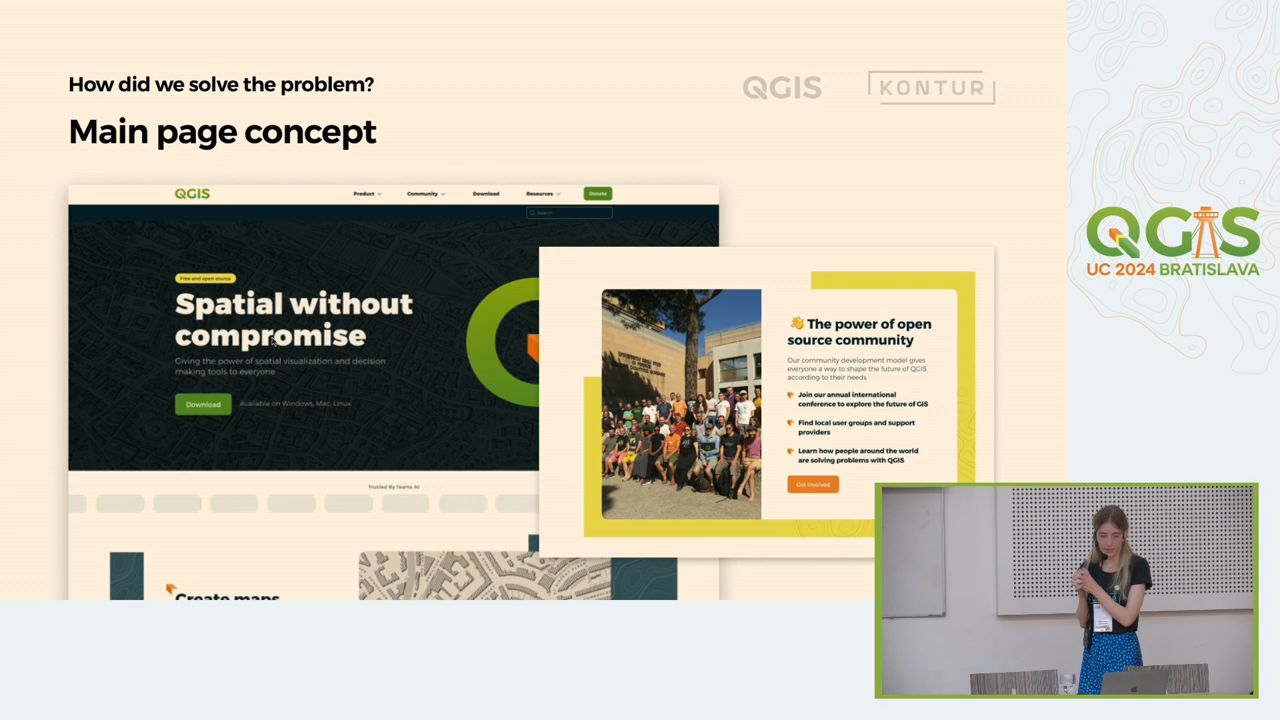 How did we solve the problem?
Main page concept
QGIS
KONTUR
QGIS
Product
Community
Download
Resources
Donate
Search
Free and open source
Spatial without
compromise
Giving the power of spatial visualization and decision
making tools to everyone
Download
Available on Windows, Mac, Linux
Trusted By Teams At
Create maps
👋 The power of open
source community
Our community development model gives
everyone a way to shape the future of QGIS
according to their needs
Join our annual international
conference to explore the future of GIS
Find local user groups and support
providers
Learn how people around the world
are solving problems with QGIS
Get involved
QGIS
UC 2024 BRATISLAVA